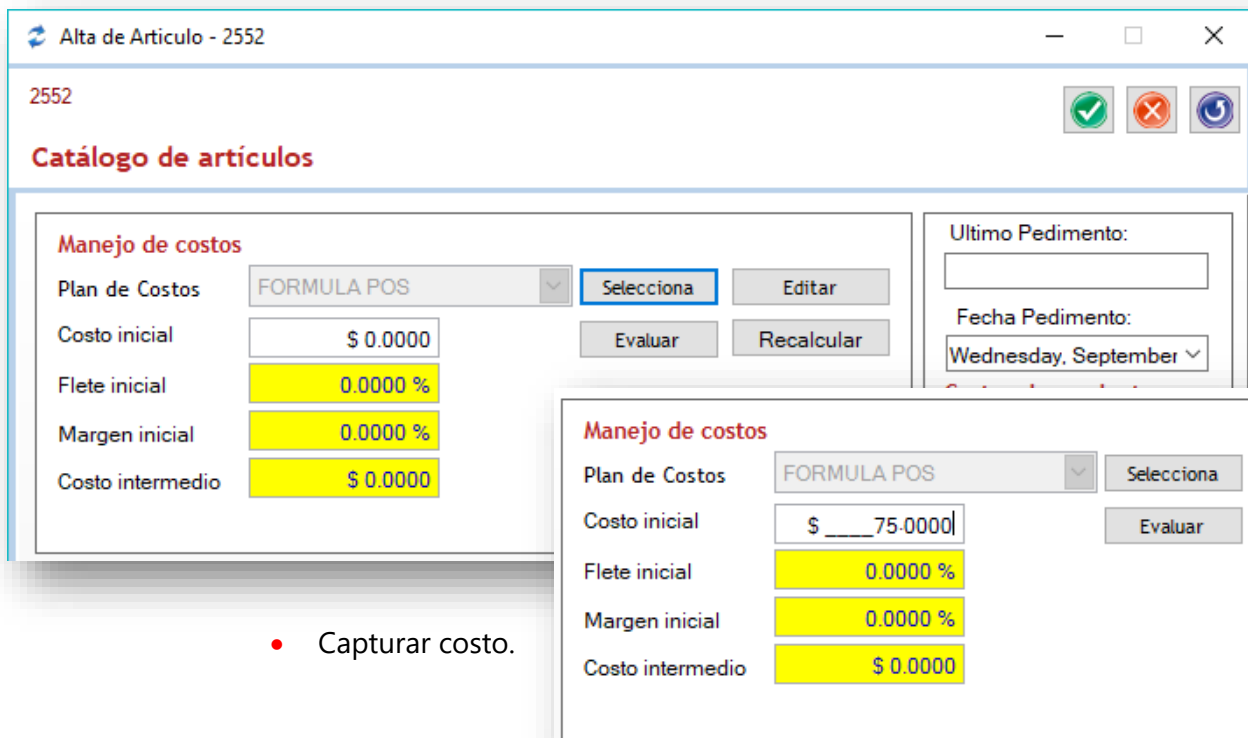 Alta de Articulo - 2552
2552
Catálogo de artículos
Manejo de costos
Plan de Costos FORMULA POS Selecciona Editar
Costo inicial $ 0.0000 Evaluar Recalcular
Flete inicial 0.0000 %
Margen inicial 0.0000 %
Costo intermedio $ 0.0000
Ultimo Pedimento:
Fecha Pedimento:
Wednesday, September
Manejo de costos
Plan de Costos FORMULA POS Selecciona
Costo inicial $ ____75.0000 Evaluar
Flete inicial 0.0000 %
Margen inicial 0.0000 %
Costo intermedio $ 0.0000
• Capturar costo.